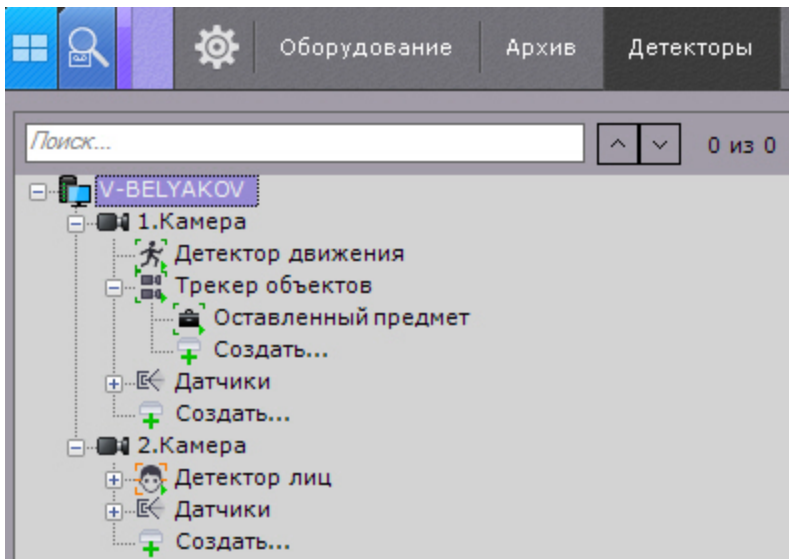 Оборудование Архив Детекторы
Поиск... 0 из 0
V-BELYAKOV
1.Камера
Детектор движения
Трекер объектов
Оставленный предмет
Создать...
Датчики
Создать...
2.Камера
Детектор лиц
Датчики
Создать...